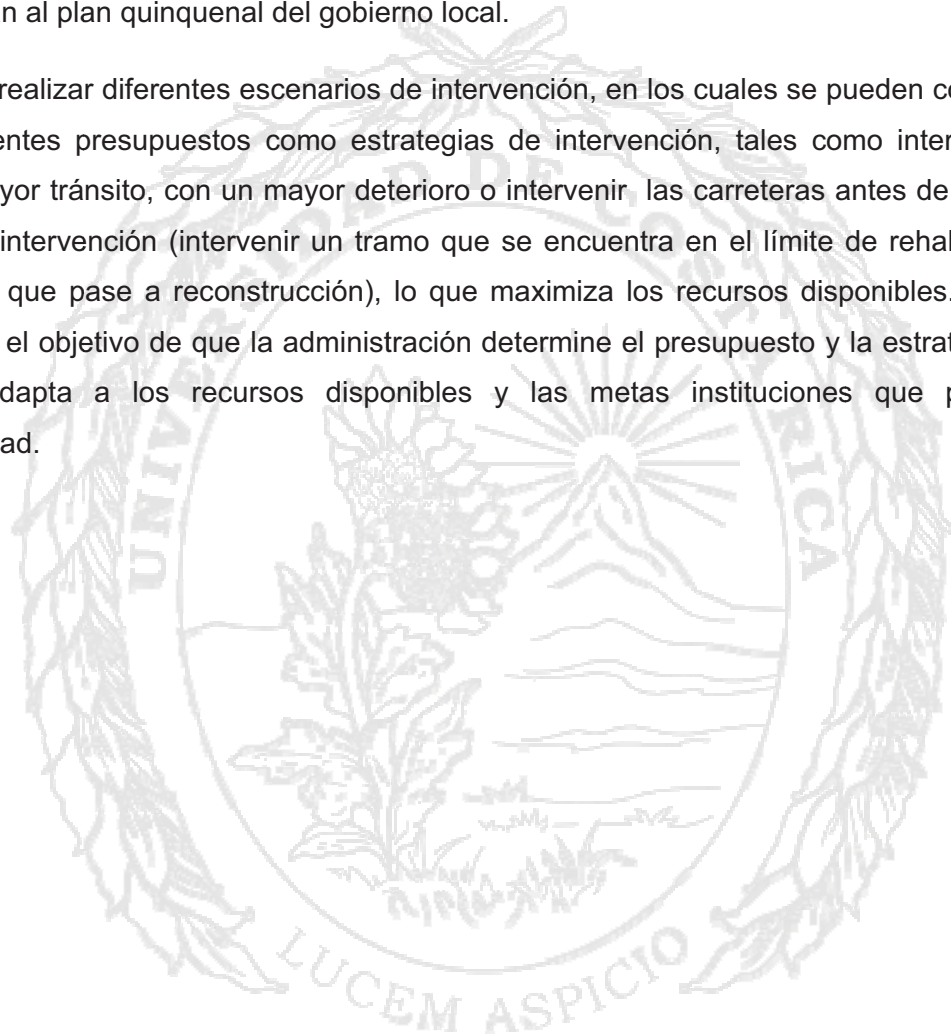 n al plan quinquenal del gobierno local.
realizar diferentes escenarios de intervención, en los cuales se pueden c
entes presupuestos como estrategias de intervención, tales como inter
yor tránsito, con un mayor deterioro o intervenir las carreteras antes de
intervención (intervenir un tramo que se encuentra en el límite de rehal
que pase a reconstrucción), lo que maximiza los recursos disponibles.
el objetivo de que la administración determine el presupuesto y la estrat
dapta a los recursos disponibles y las metas instituciones que p
ad.
UNIVERSIDAD DE COSTA RICA
LUCEM ASPICIO